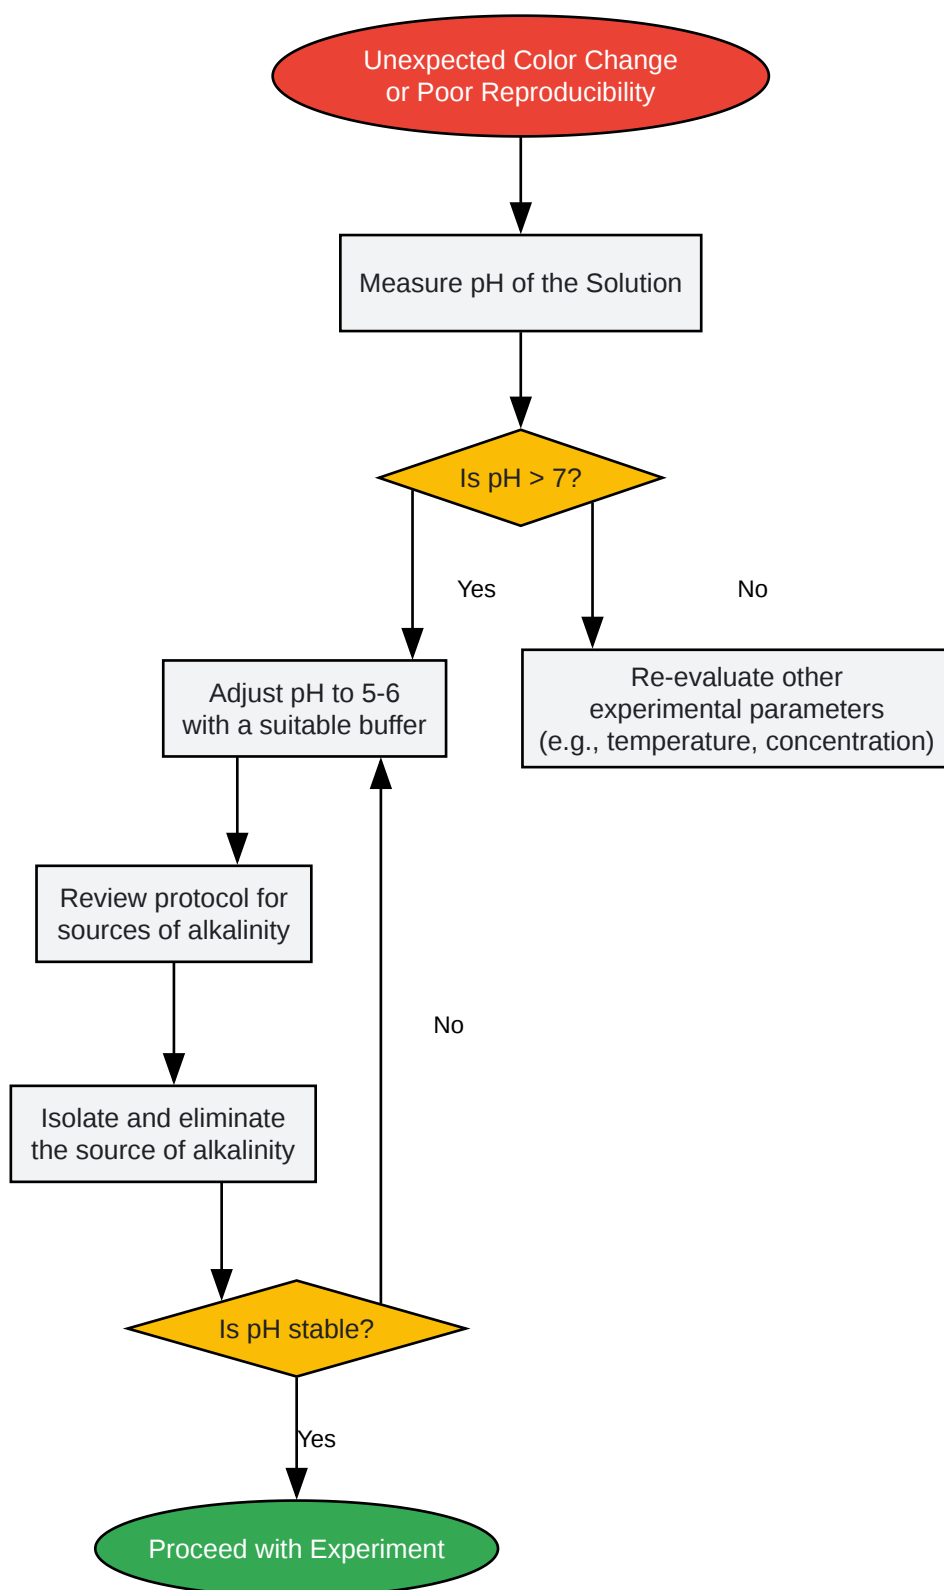 Unexpected Color Change
or Poor Reproducibility
Measure pH of the Solution
Is pH > 7?
Yes
No
Adjust pH to 5-6
with a suitable buffer
Re-evaluate other
experimental parameters
(e.g., temperature, concentration)
Review protocol for
sources of alkalinity
No
Isolate and eliminate
the source of alkalinity
Is pH stable?
Yes
Proceed with Experiment